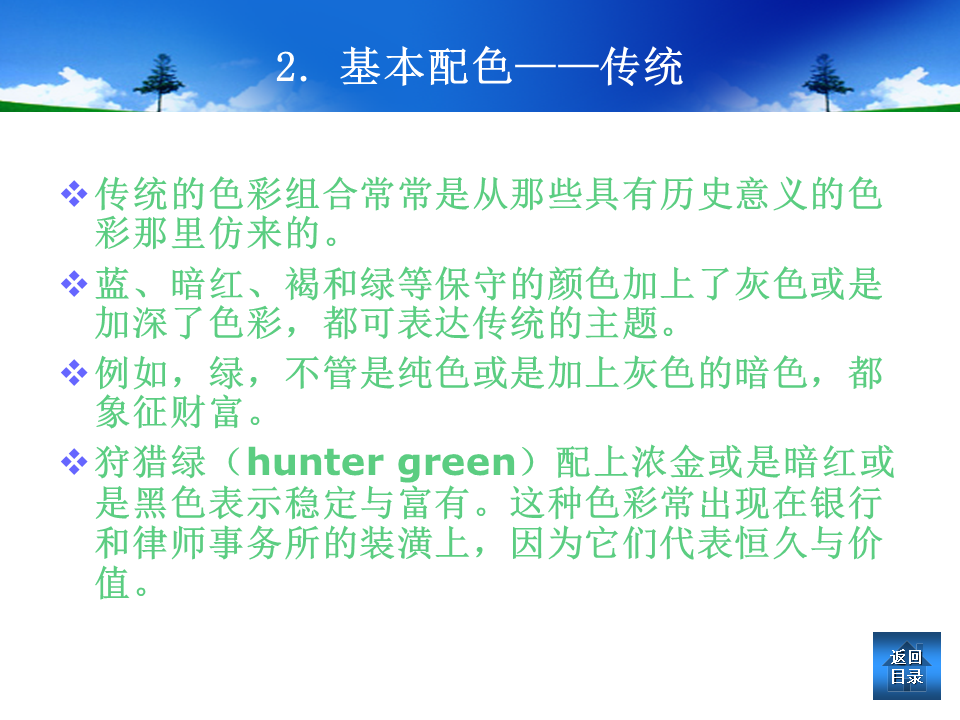 2. 基本配色——传统
传统的色彩组合常常是从那些具有历史意义的色
彩那里仿来的。
蓝、暗红、褐和绿等保守的颜色加上了灰色或是
加深了色彩，都可表达传统的主题。
例如，绿，不管是纯色或是加上灰色的暗色，都
象征财富。
狩猎绿（hunter green）配上浓金或是暗红或
是黑色表示稳定与富有。这种色彩常出现在银行
和律师事务所的装潢上，因为它们代表恒久与价
值。
返回
目录